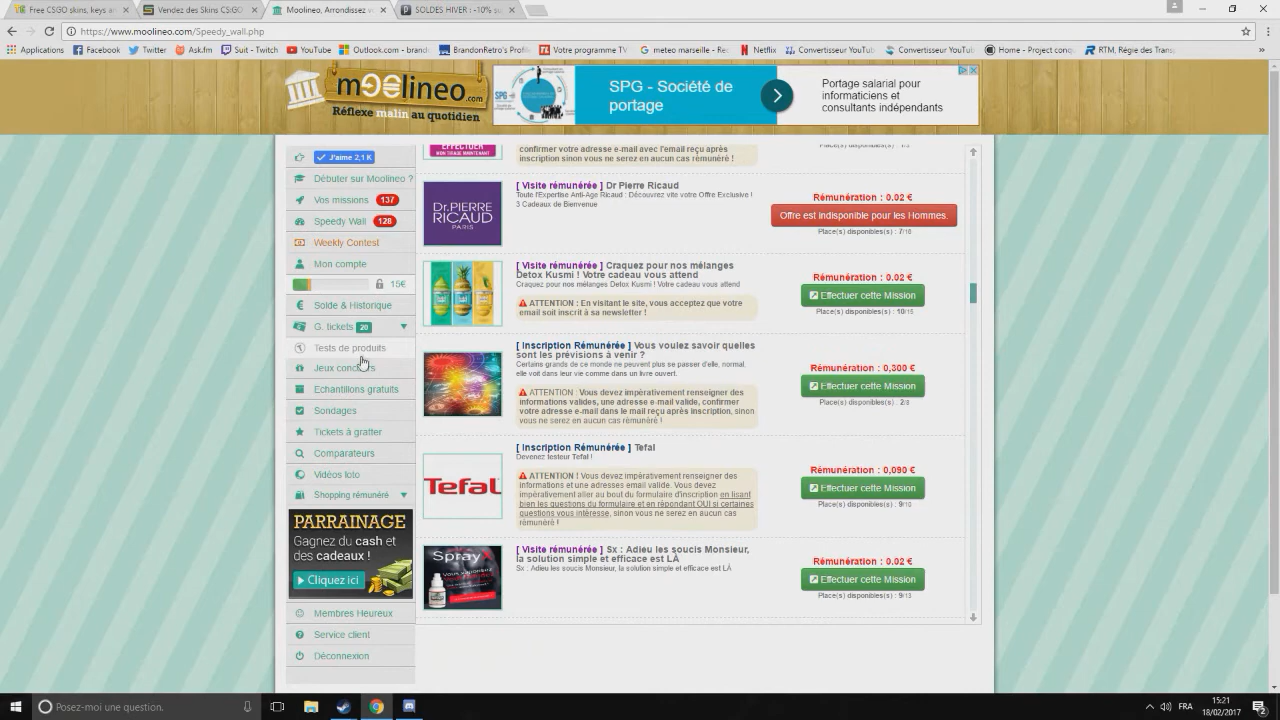 Free CSGO skins, keys an
Vendez des Skins CS:GO
Moolineo, Arrondissez v
SOLDES HIVER : -10% su
https://www.moolineo.com/Speedy_wall.php
Applications
Facebook
Twitter
Ask.fm
Suit - Twitch
YouTube
Outlook.com - brando
BrandonRetro's Profil
Votre programme TV
meteo marseille - Re
Netflix
Convertisseur YouTu
Convertisseur YouTub
Home - Project conqu
RTM, Régie des Trans
moolineo.com
Réflexe malin au quotidien
SPG
SPG - Société de
portage
Portage salarial pour
informaticiens et
consultants indépendants
J'aime 2,1 K
Débuter sur Moolineo ?
Vos missions 137
Speedy Wall 128
Weekly Contest
Mon compte
15€
Solde & Historique
G. tickets 20
Tests de produits
Jeux concours
Echantillons gratuits
Sondages
Tickets à gratter
Comparateurs
Vidéos loto
Shopping rémunéré
PARRAINAGE
Gagnez du cash et
des cadeaux !
Cliquez ici
Membres Heureux
Service client
Déconnexion
EFFECTUER
MON TIRAGE MAINTENANT
confirmer votre adresse e-mail avec l'email reçu après
inscription sinon vous ne serez en aucun cas rémunéré !
Dr.PIERRE
RICAUD
PARIS
[ Visite rémunérée ] Dr Pierre Ricaud
Toute l'Expertise Anti-Age Ricaud : Découvrez vite votre Offre Exclusive !
3 Cadeaux de Bienvenue
Rémunération : 0.02 €
Offre est indisponible pour les Hommes.
Place(s) disponibles(s) : 7/18
[ Visite rémunérée ] Craquez pour nos mélanges
Detox Kusmi ! Votre cadeau vous attend
Craquez pour nos mélanges Detox Kusmi ! Votre cadeau vous attend
ATTENTION : En visitant le site, vous acceptez que votre
email soit inscrit à sa newsletter !
Rémunération : 0.02 €
Effectuer cette Mission
Place(s) disponibles(s) : 10/15
[ Inscription Rémunérée ] Vous voulez savoir quelles
sont les prévisions à venir ?
Certains grands de ce monde ne peuvent plus se passer d'elle, normal,
elle voit dans leur vie comme dans un livre ouvert.
ATTENTION : Vous devez impérativement renseigner des
informations valides, une adresse e-mail valide, confirmer
votre adresse e-mail dans le mail reçu après inscription, sinon
vous ne serez en aucun cas rémunéré !
Rémunération : 0,300 €
Effectuer cette Mission
Place(s) disponibles(s) : 2/8
Tefal
[ Inscription Rémunérée ] Tefal
Devenez testeur Tefal !
ATTENTION ! Vous devez impérativement renseigner des
informations et une adresses email valide. Vous devez
impérativement aller au bout du formulaire d'inscription en lisant
bien les questions du formulaire et en répondant OUI si certaines
questions vous intéresse, sinon vous ne serez en aucun cas
rémunéré !
Rémunération : 0,090 €
Effectuer cette Mission
Place(s) disponibles(s) : 9/10
Spray
[ Visite rémunérée ] Sx : Adieu les soucis Monsieur,
la solution simple et efficace est LÀ
Sx : Adieu les soucis Monsieur, la solution simple et efficace est LÀ
Rémunération : 0.02 €
Effectuer cette Mission
Place(s) disponibles(s) : 9/13
Posez-moi une question.
FRA
15:21
18/02/2017